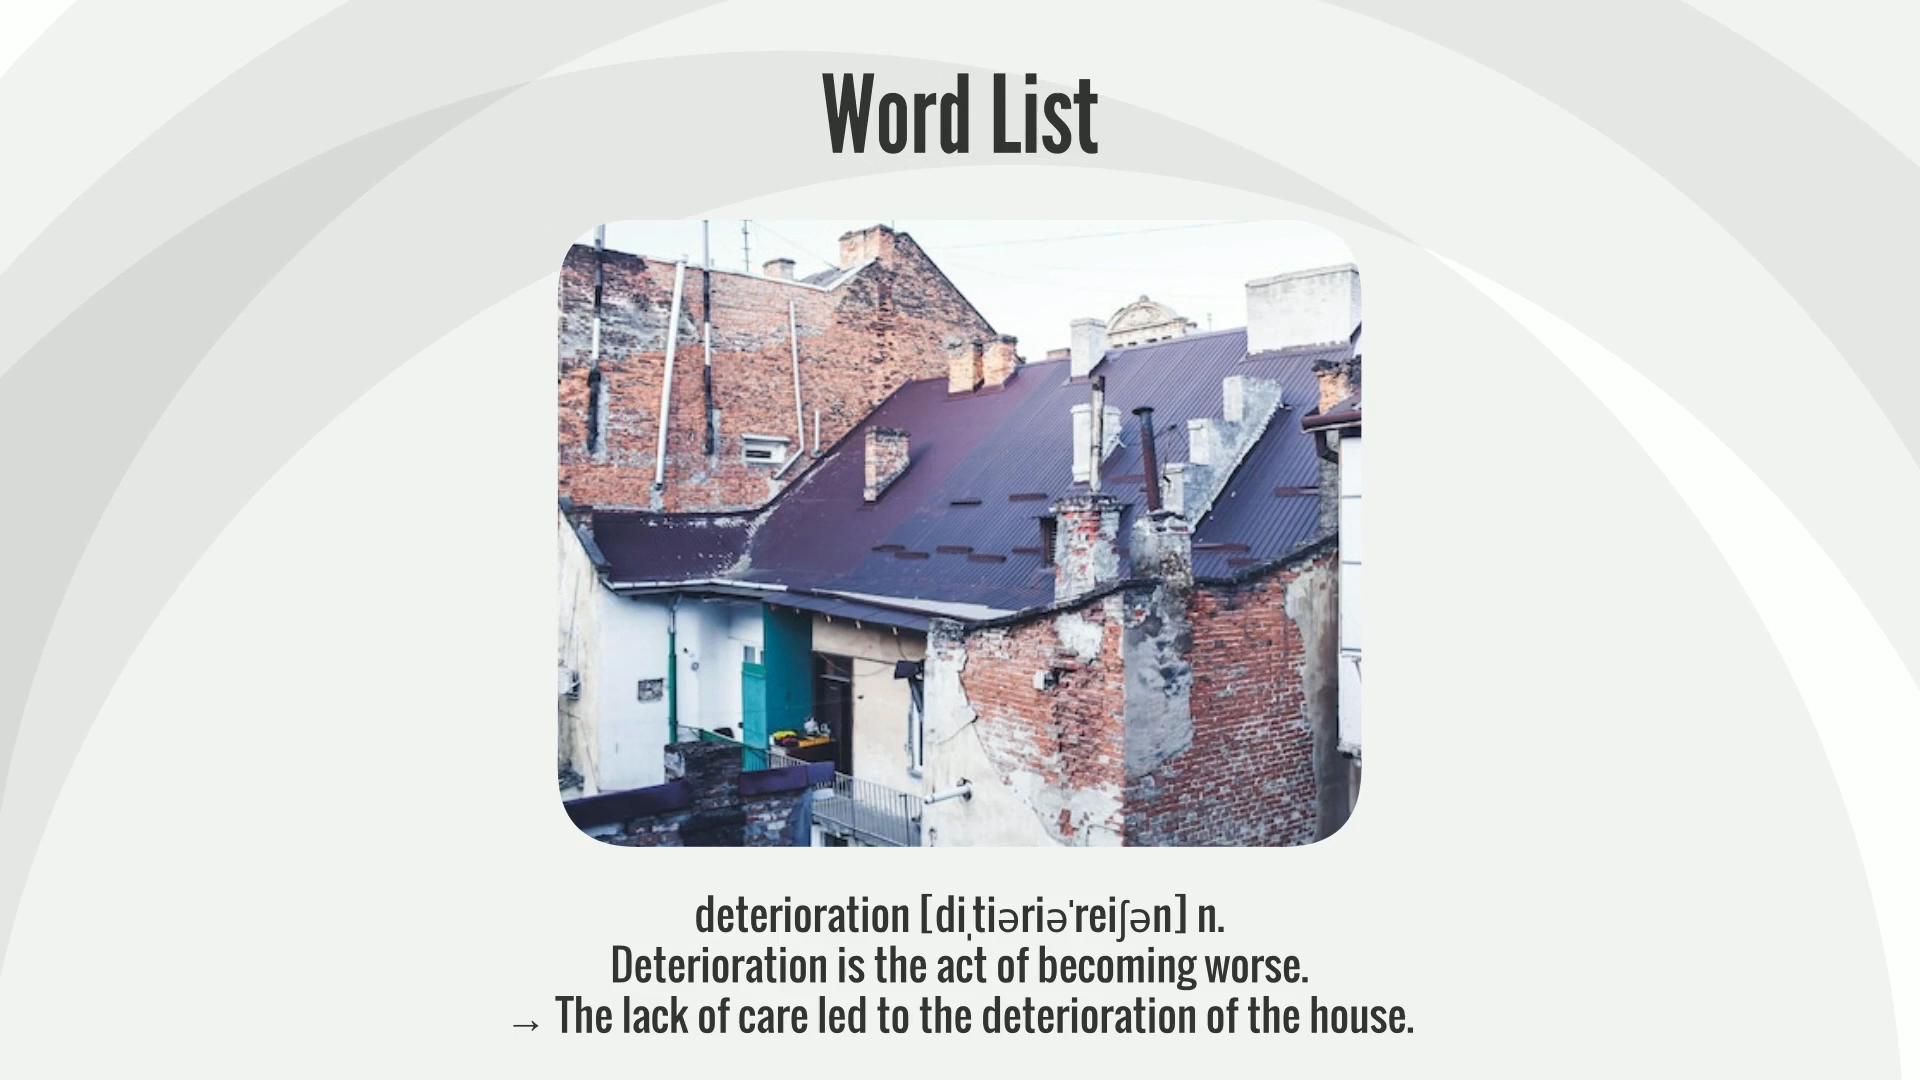 Word List
deterioration [diˌtiəriəˈreiʃən] n.
Deterioration is the act of becoming worse.
→ The lack of care led to the deterioration of the house.